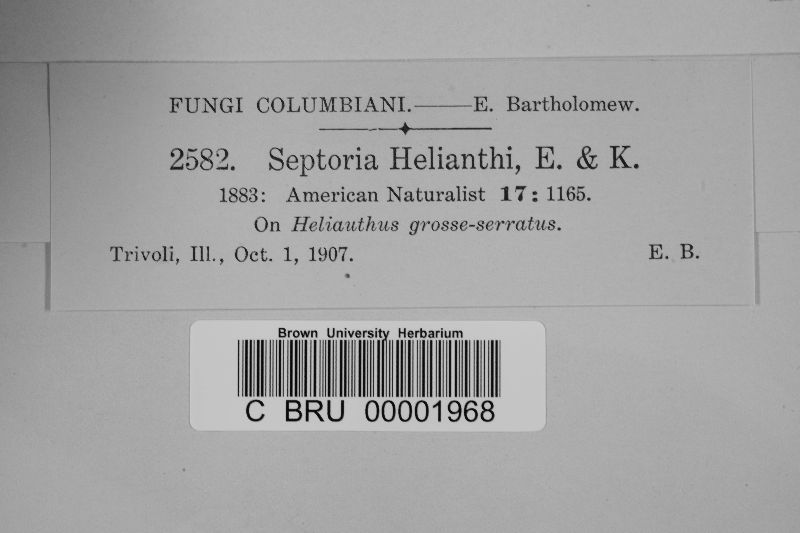 FUNGI COLUMBIANI.——E. Bartholomew.
2582. Septoria Helianthi, E. & K.
1883: American Naturalist 17: 1165.
On Heliauthus grosse-serratus.
Trivoli, Ill., Oct. 1, 1907. E. B.
Brown University Herbarium
C BRU 00001968